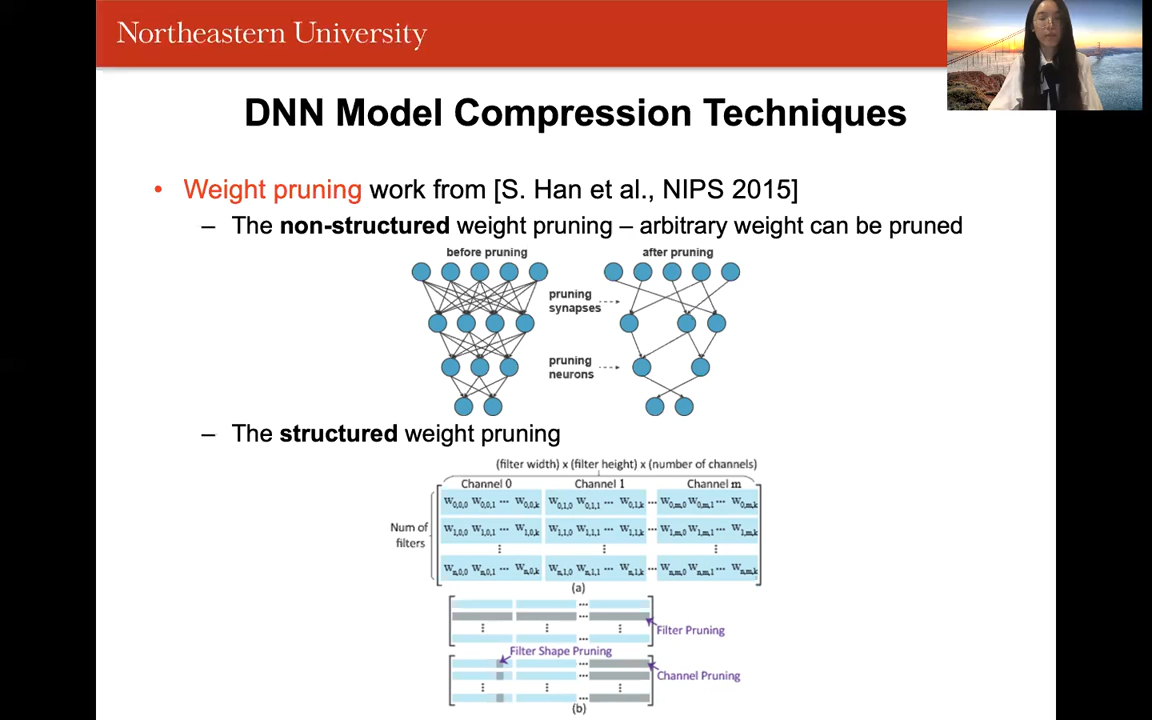 Northeastern University
DNN Model Compression Techniques
• Weight pruning work from [S. Han et al., NIPS 2015]
– The non-structured weight pruning – arbitrary weight can be pruned
before pruning
after pruning
pruning
synapses
pruning
neurons
– The structured weight pruning
(filter width) x (filter height) x (number of channels)
Channel 0 Channel 1 Channel m
Num of
filters
W0,0,0 W0,0,1 ... W0,0,k W0,1,0 W0,1,1 ... W0,1,k ... W0,m,0 W0,m,1 ... W0,m,k
W1,0,0 W1,0,1 ... W1,0,k W1,1,0 W1,1,1 ... W1,1,k ... W1,m,0 W1,m,1 ... W1,m,k
⋮ ⋮ ⋮
Wn,0,0 Wn,0,1 ... Wn,0,k Wn,1,0 Wn,1,1 ... Wn,1,k ... Wn,m,0 Wn,m,1 ... Wn,m,k
(a)
Filter Pruning
Filter Shape Pruning
Channel Pruning
(b)